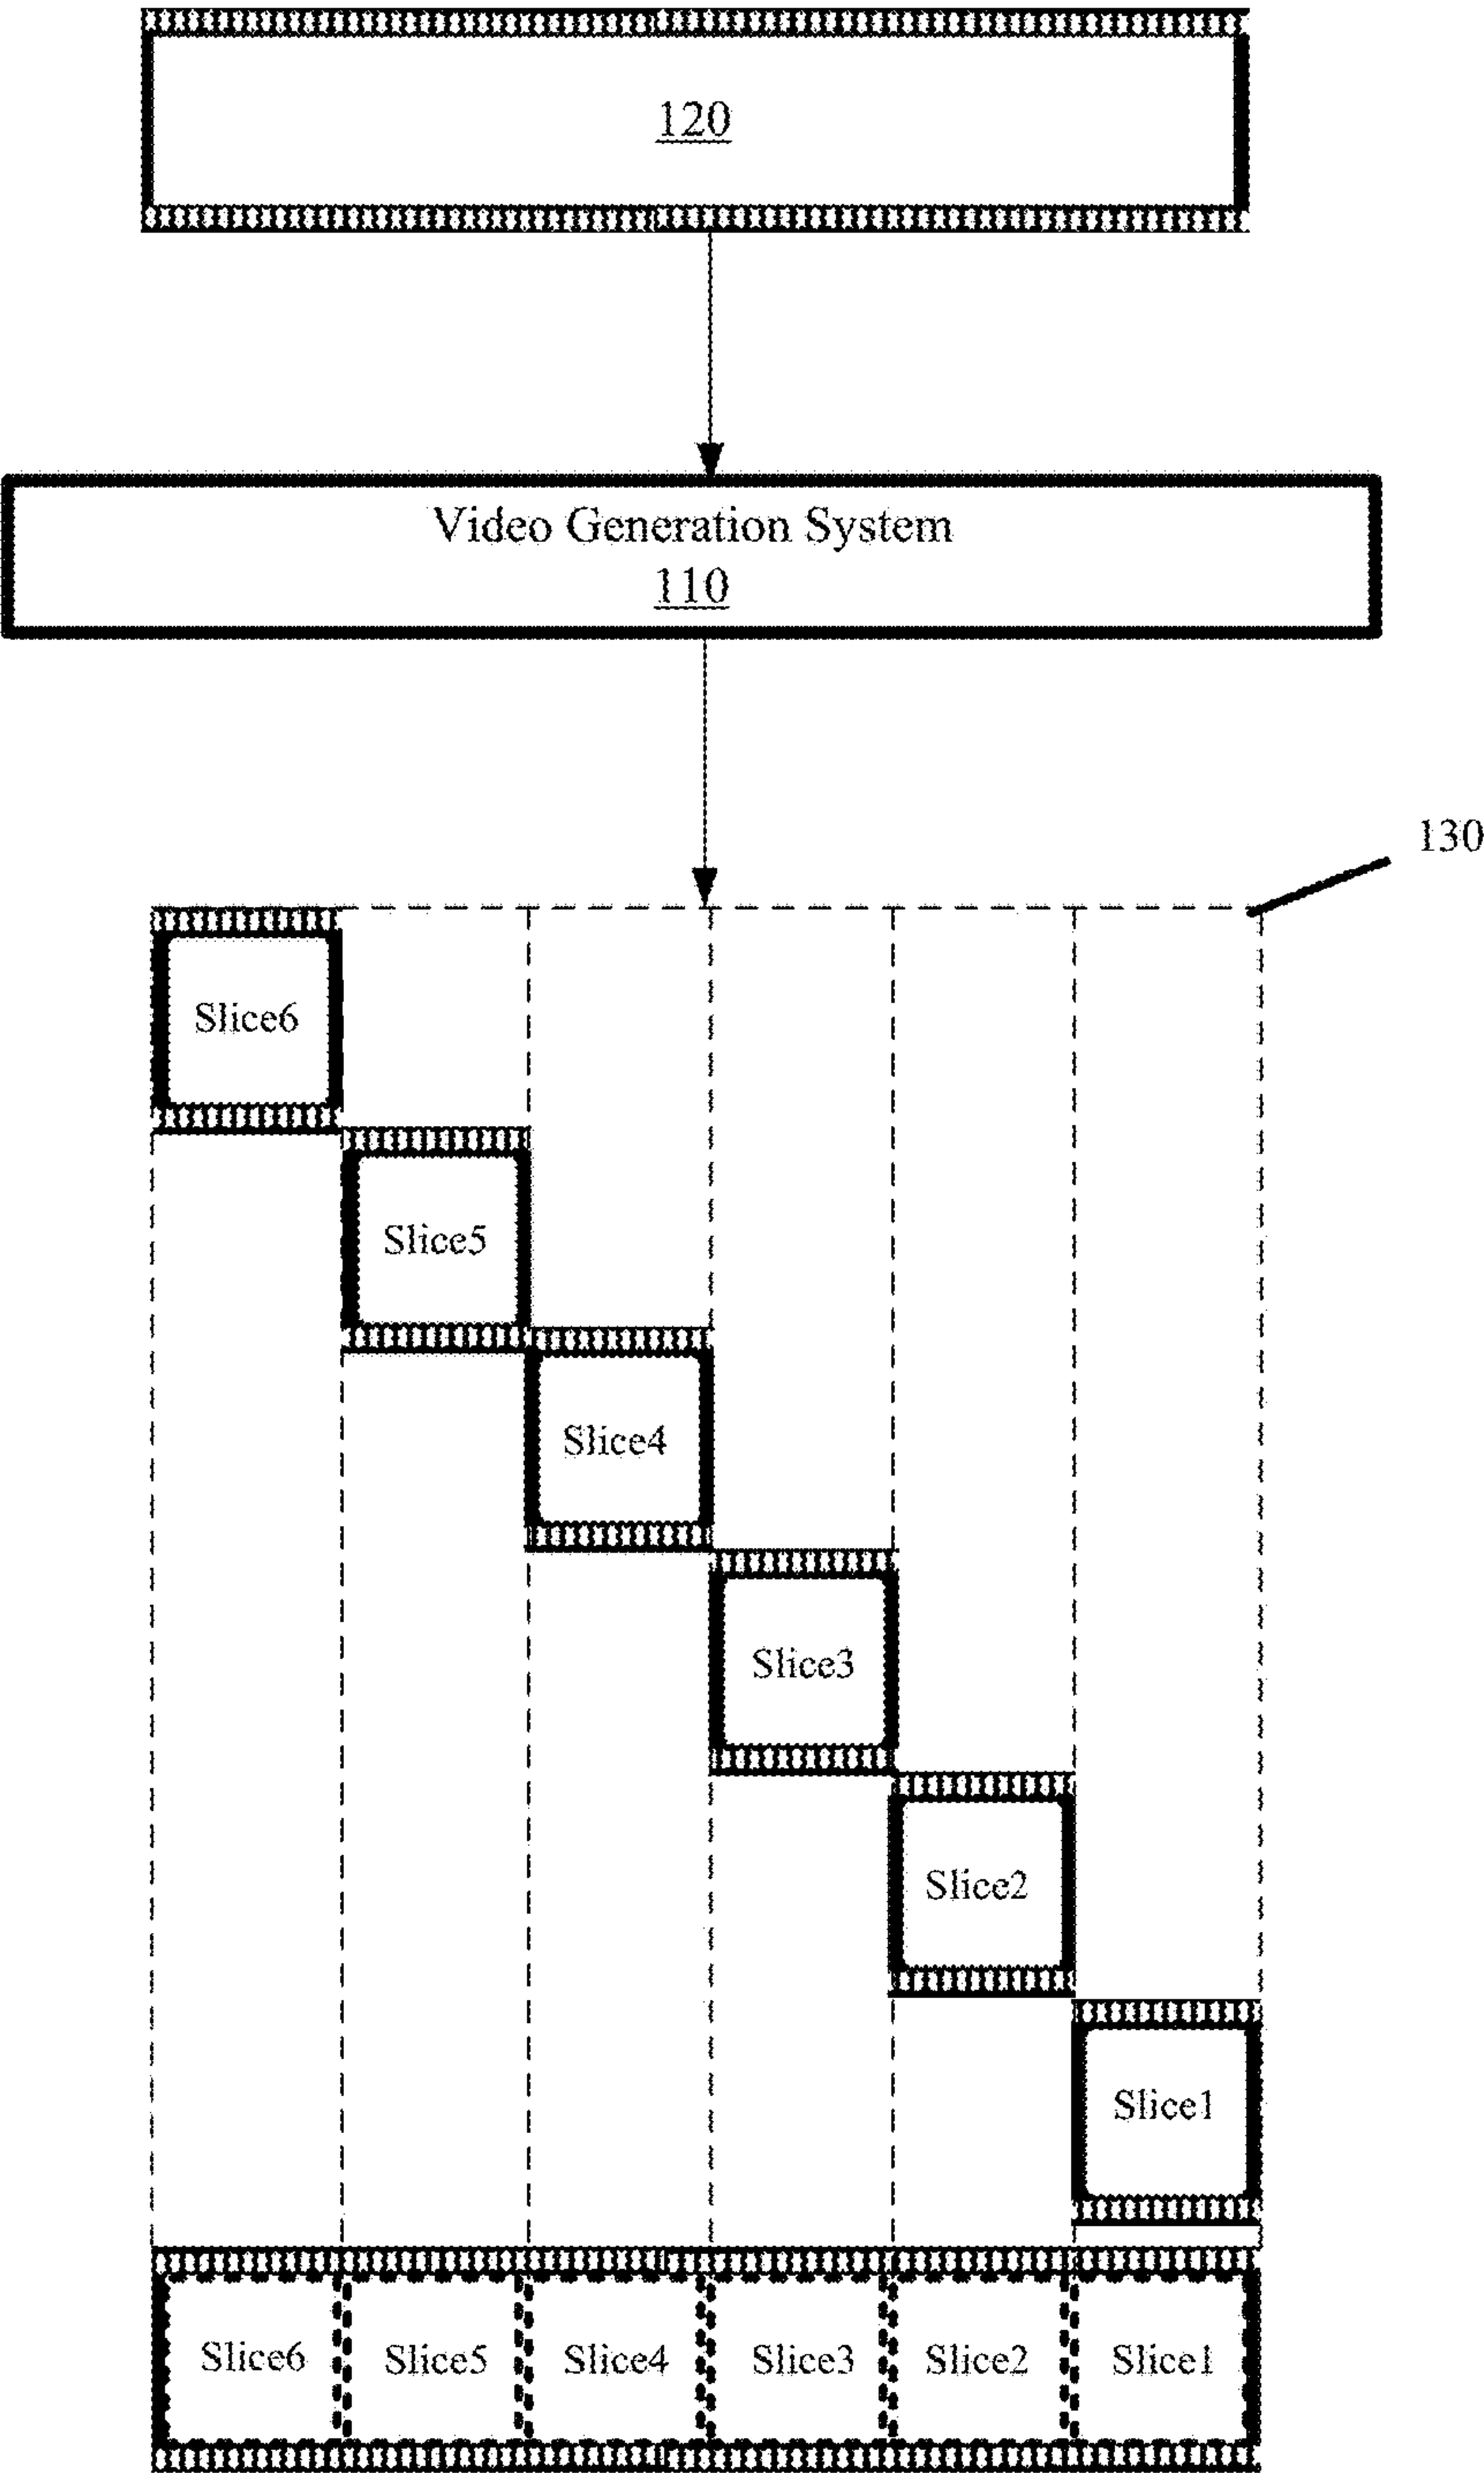 120
Video Generation System
110
130
Slice6
Slice5
Slice4
Slice3
Slice2
Slice1
Slice6 Slice5 Slice4 Slice3 Slice2 Slice1